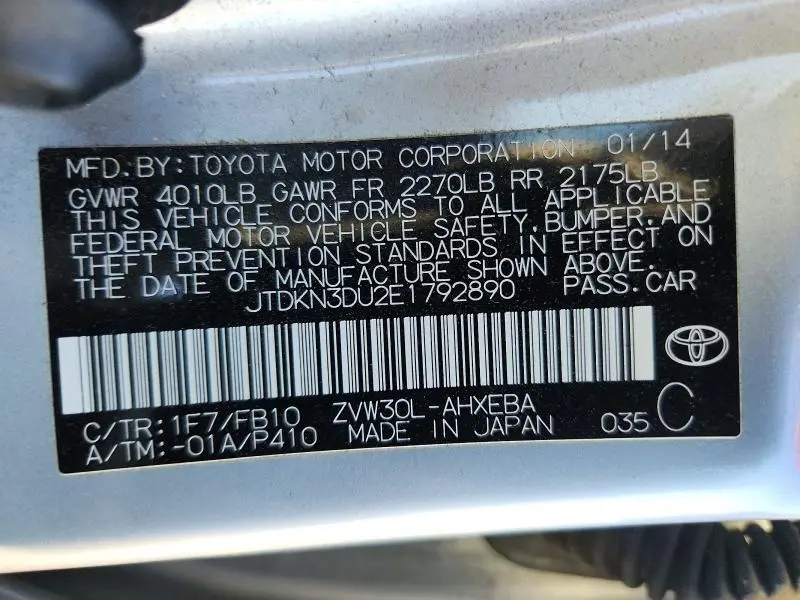 MFD. BY: TOYOTA MOTOR CORPORATION 01/14
GVWR 4010LB GAWR FR 2270LB RR 2175LB
THIS VEHICLE CONFORMS TO ALL APPLICABLE
FEDERAL MOTOR VEHICLE SAFETY, BUMPER, AND
THEFT PREVENTION STANDARDS IN EFFECT ON
THE DATE OF MANUFACTURE SHOWN ABOVE.
JTDKN3DU2E1792890 PASS. CAR
C/TR: 1F7/FB10 ZVW30L-AHXEBA
A/TM: -01A/P410 MADE IN JAPAN 035 C